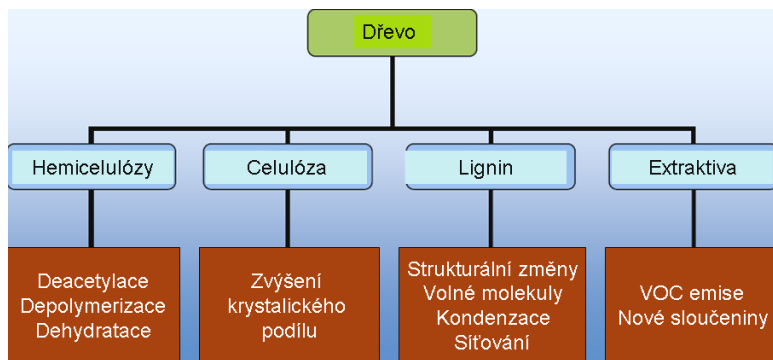 Dřevo
Hemicelulózy
Celulóza
Lignin
Extraktiva
Deacetylace
Depolymerizace
Dehydratace
Zvýšení
krystalického
podílu
Strukturální změny
Volné molekuly
Kondenzace
Síťování
VOC emise
Nové sloučeniny